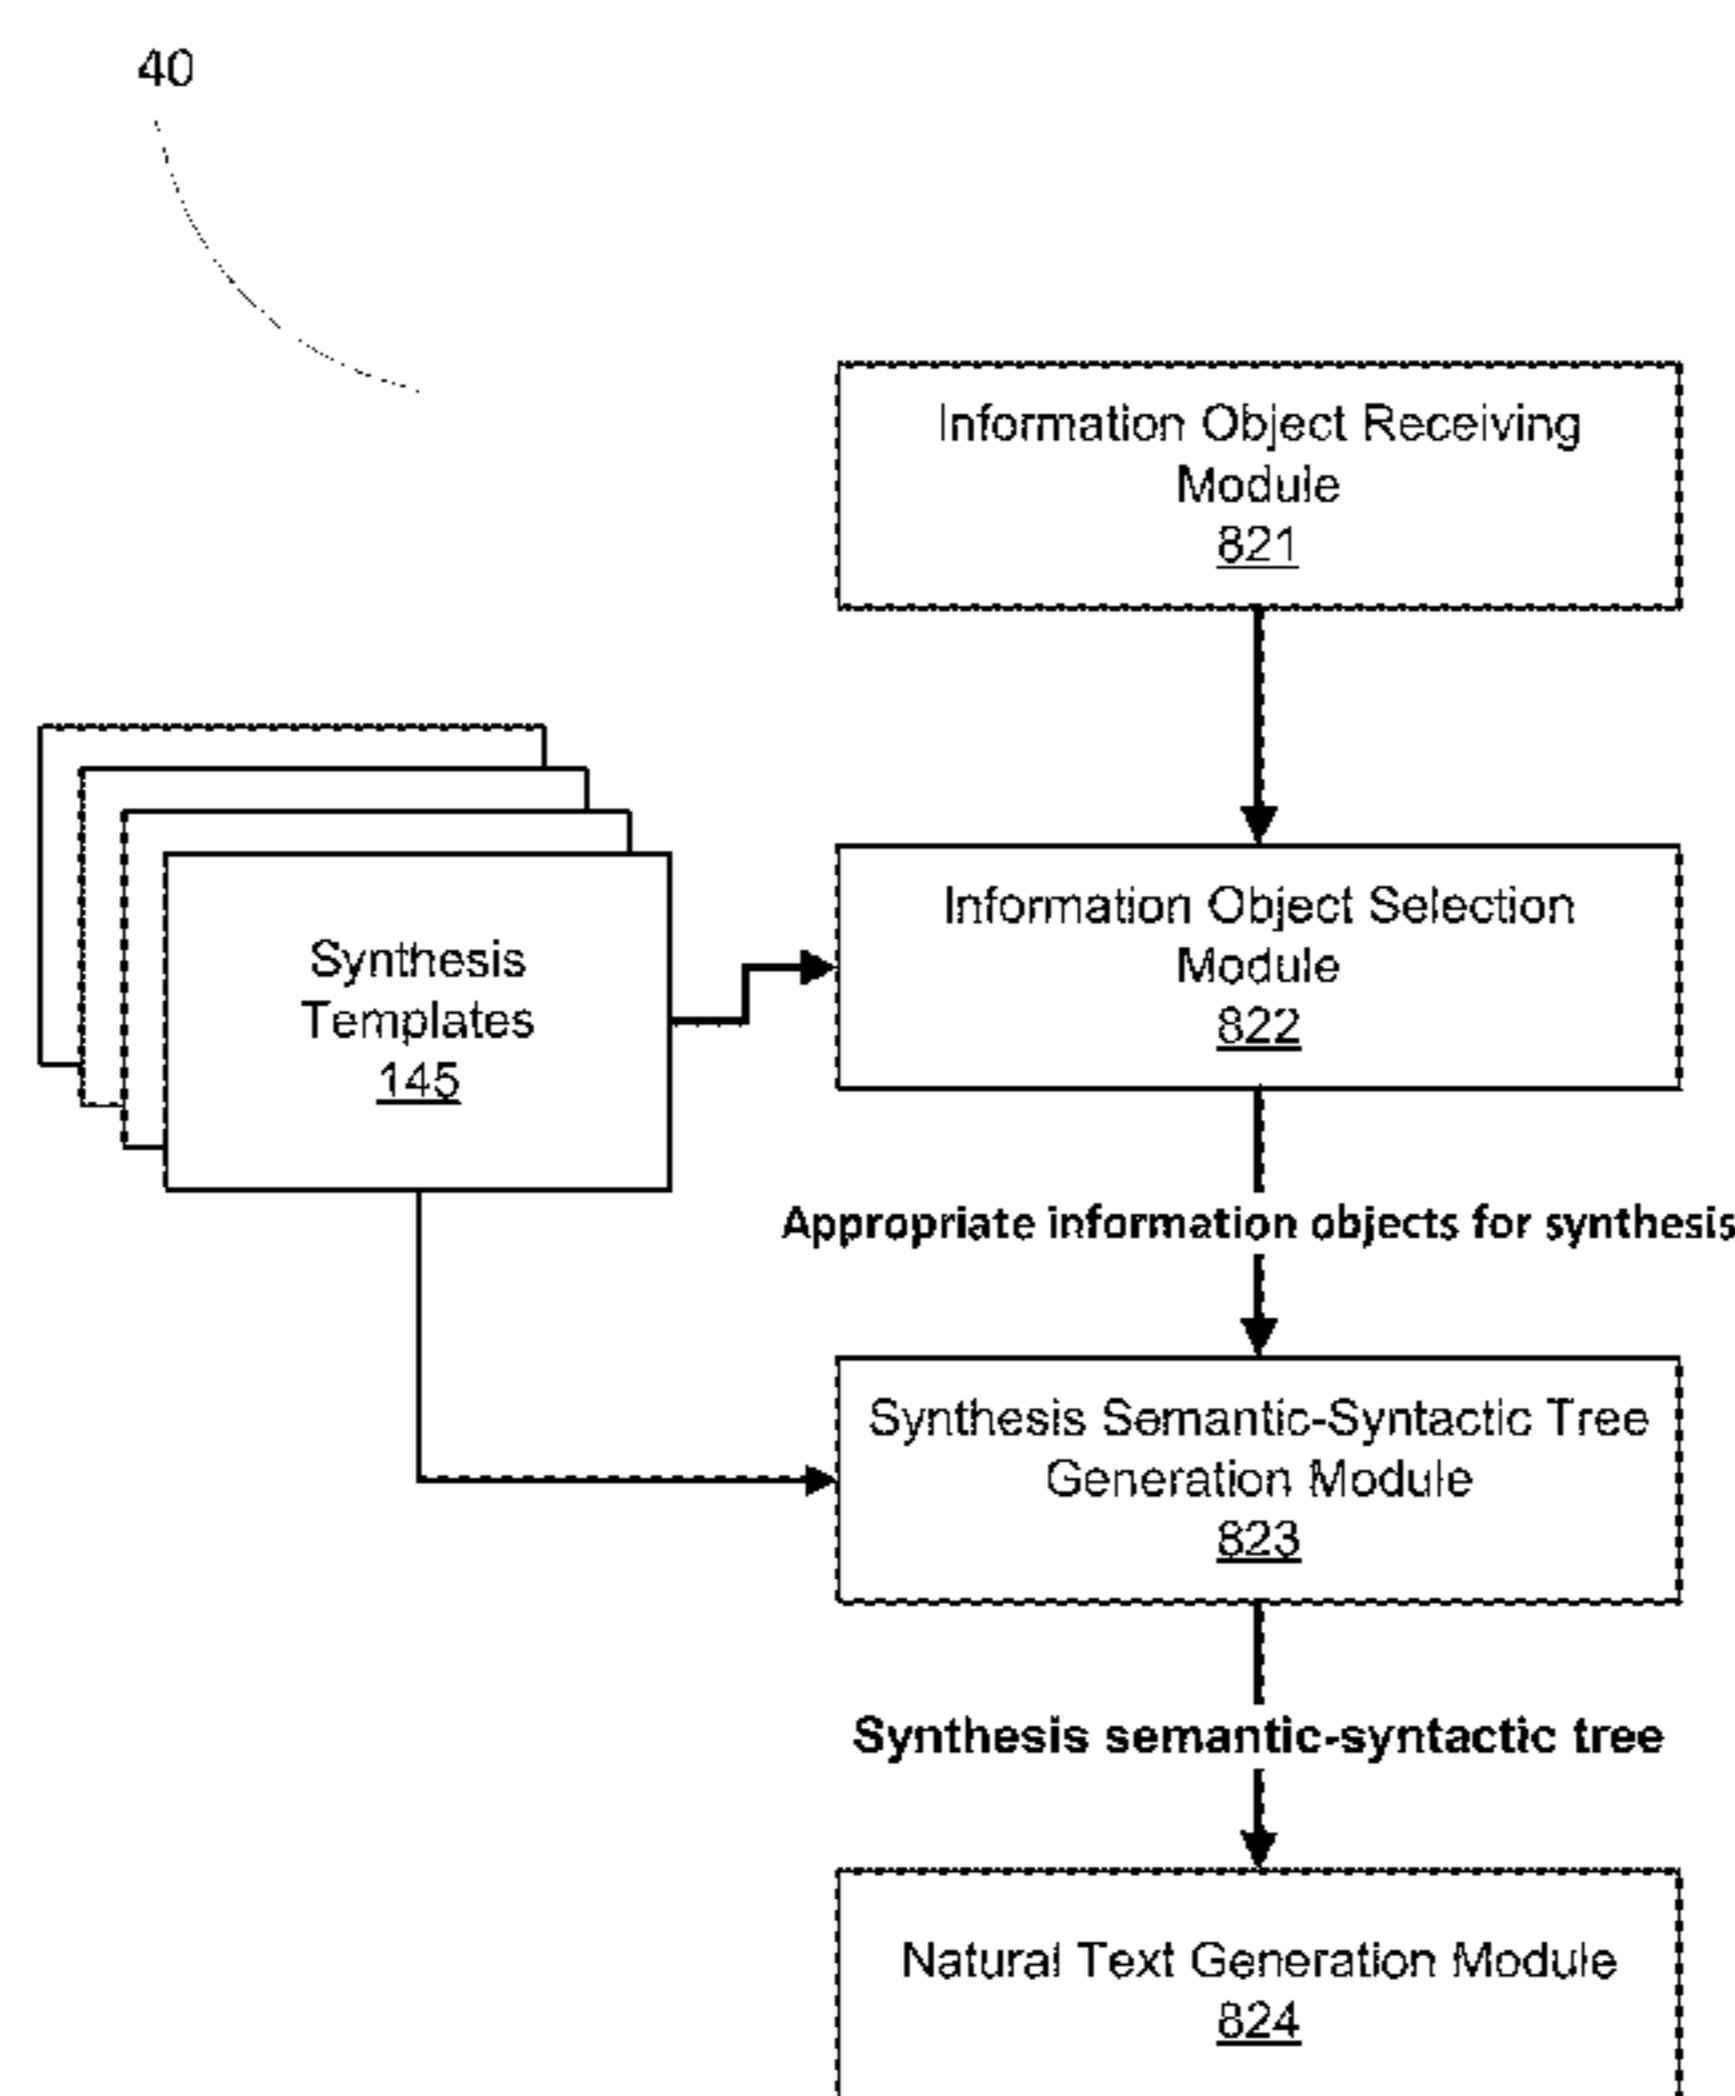 40
Information Object Receiving
Module
821
Information Object Selection
Module
822
Synthesis
Templates
145
Appropriate information objects for synthesis
Synthesis Semantic-Syntactic Tree
Generation Module
823
Synthesis semantic-syntactic tree
Natural Text Generation Module
824